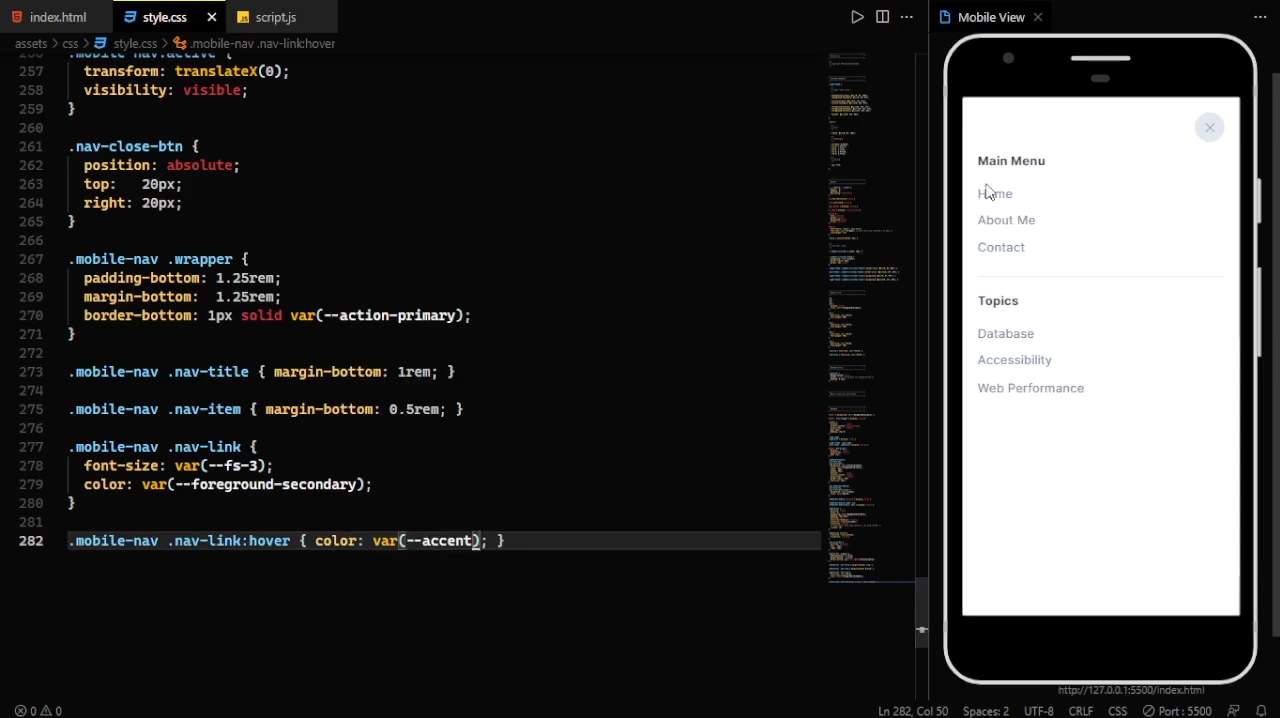 index.html
style.css
script.js
Mobile View
assets > css > style.css > .mobile-nav .nav-link:hover
257 transform: translateX(0);
258 visibility: visible;
259 }
260
261 .nav-close-btn {
262 position: absolute;
263 top: 20px;
264 right: 20px;
265 }
266
267 .mobile-nav .wrapper {
268 padding-bottom: 1.25rem;
269 margin-bottom: 1.25rem;
270 border-bottom: 1px solid var(--action-primary);
271 }
272
273 .mobile-nav .nav-title { margin-bottom: 1rem; }
274
275 .mobile-nav .nav-item { margin-bottom: 0.5rem; }
276
277 .mobile-nav .nav-link {
278 font-size: var(--fs-3);
279 color: var(--foreground-secondary);
280 }
281
282 .mobile-nav .nav-link:hover { color: var(--accent); }
Main Menu
Home
About Me
Contact
Topics
Database
Accessibility
Web Performance
http://127.0.0.1:5500/index.html
0 0
Ln 282, Col 50
Spaces: 2
UTF-8
CRLF
CSS
Port : 5500